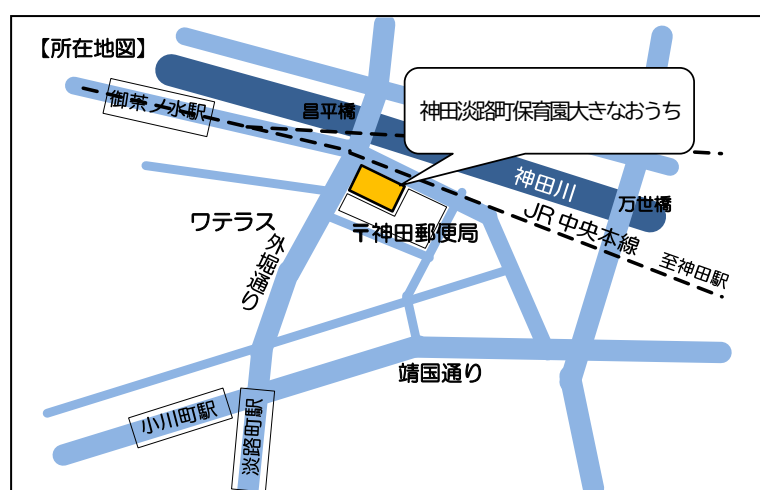 【所在地図】
御茶ノ水駅
昌平橋
神田淡路町保育園大きなおうち
神田川
万世橋
JR中央本線
至神田駅
ワテラス
外堀通り
〒神田郵便局
靖国通り
小川町駅
淡路町駅